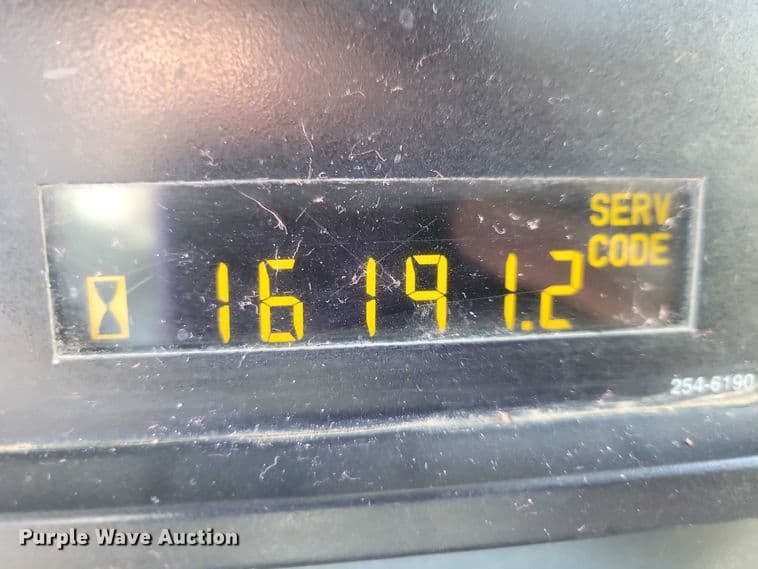 SERV
CODE
16191.2
254-6190
Purple Wave Auction